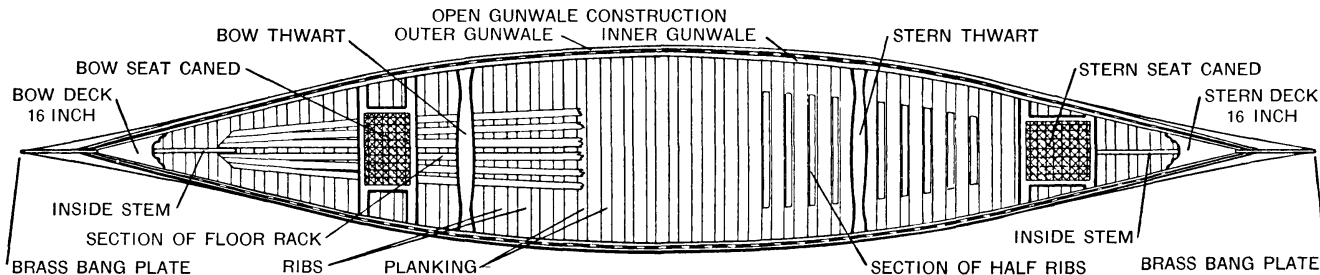 OPEN GUNWALE CONSTRUCTION
OUTER GUNWALE INNER GUNWALE
BOW THWART
STERN THWART
BOW SEAT CANED
STERN SEAT CANED
BOW DECK
16 INCH
STERN DECK
16 INCH
INSIDE STEM
SECTION OF FLOOR RACK
BRASS BANG PLATE
RIBS
PLANKING
SECTION OF HALF RIBS
INSIDE STEM
BRASS BANG PLATE